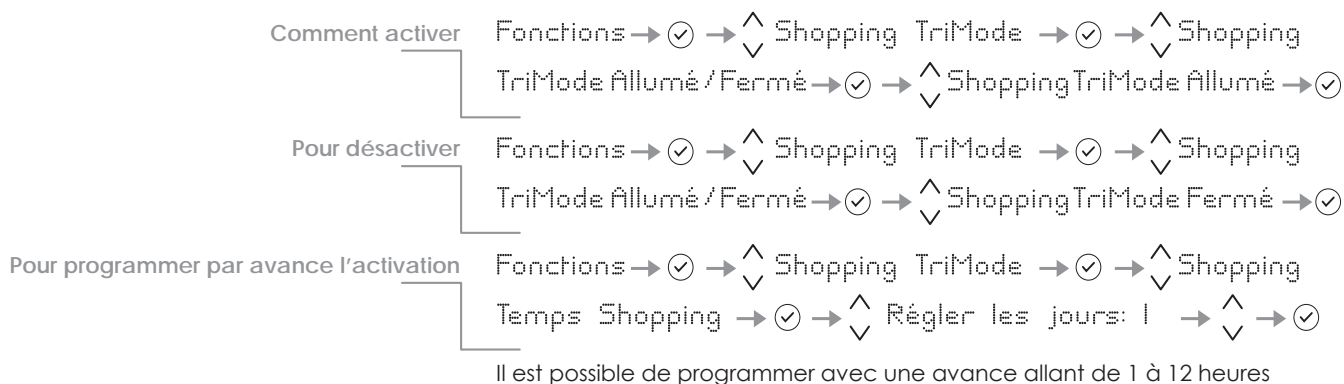 Comment activer
Fonctions → ✓ → Shopping TriMode → ✓ → Shopping
TriMode Allumé / Fermé → ✓ → Shopping TriMode Allumé → ✓
Pour désactiver
Fonctions → ✓ → Shopping TriMode → ✓ → Shopping
TriMode Allumé / Fermé → ✓ → Shopping TriMode Fermé → ✓
Pour programmer par avance l'activation
Fonctions → ✓ → Shopping TriMode → ✓ → Shopping
Temps Shopping → ✓ → Régler les jours: 1 → → ✓
Il est possible de programmer avec une avance allant de 1 à 12 heures